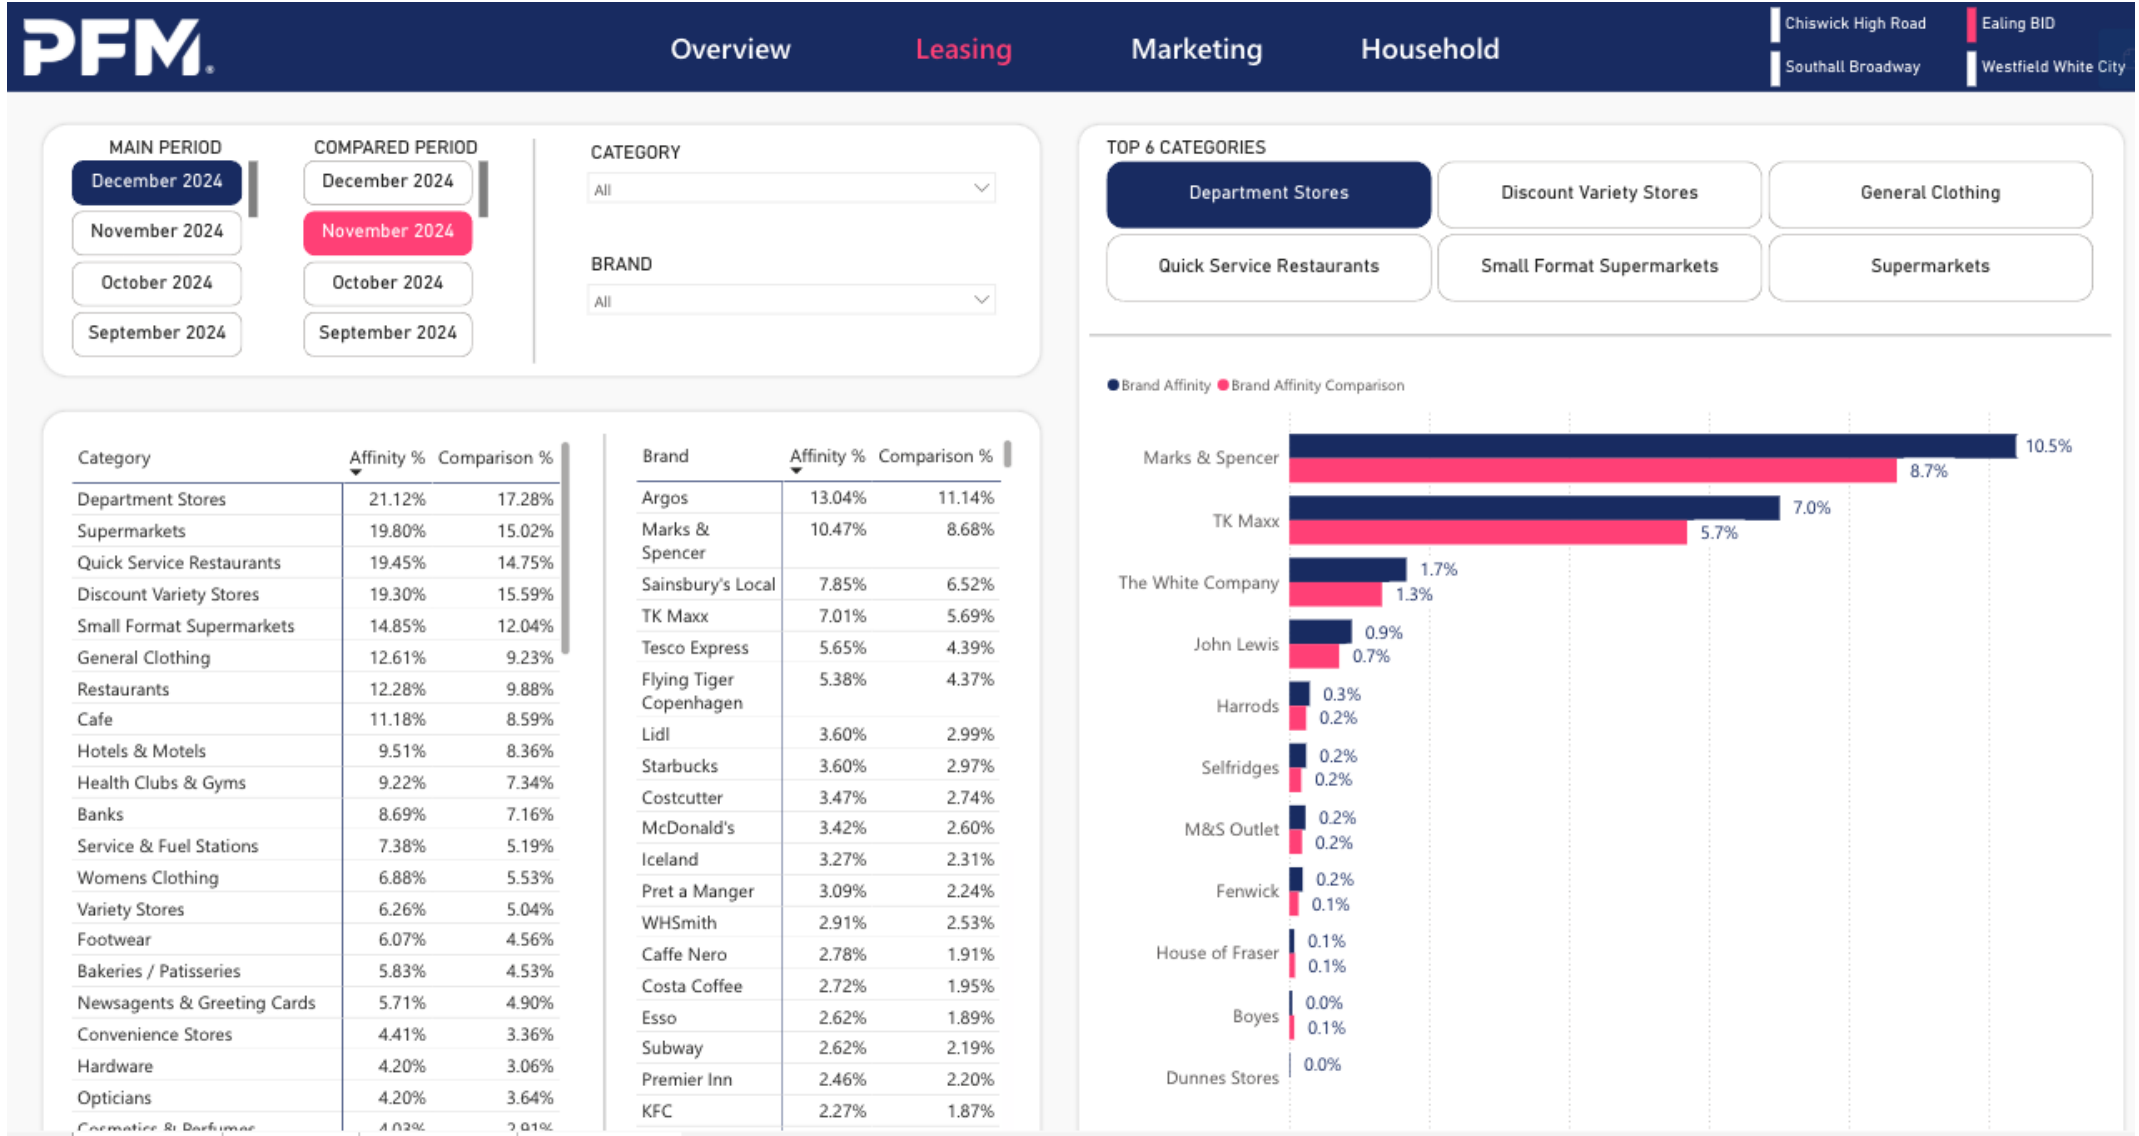 PFM®
Overview
Leasing
Marketing
Household
Chiswick High Road
Ealing BID
Southall Broadway
Westfield White City
MAIN PERIOD
December 2024
November 2024
October 2024
September 2024
COMPARED PERIOD
December 2024
November 2024
October 2024
September 2024
CATEGORY
All
BRAND
All
TOP 6 CATEGORIES
Department Stores
Discount Variety Stores
General Clothing
Quick Service Restaurants
Small Format Supermarkets
Supermarkets
Category Affinity % Comparison %
Department Stores 21.12% 17.28%
Supermarkets 19.80% 15.02%
Quick Service Restaurants 19.45% 14.75%
Discount Variety Stores 19.30% 15.59%
Small Format Supermarkets 14.85% 12.04%
General Clothing 12.61% 9.23%
Restaurants 12.28% 9.88%
Cafe 11.18% 8.59%
Hotels & Motels 9.51% 8.36%
Health Clubs & Gyms 9.22% 7.34%
Banks 8.69% 7.16%
Service & Fuel Stations 7.38% 5.19%
Womens Clothing 6.88% 5.53%
Variety Stores 6.26% 5.04%
Footwear 6.07% 4.56%
Bakeries / Patisseries 5.83% 4.53%
Newsagents & Greeting Cards 5.71% 4.90%
Convenience Stores 4.41% 3.36%
Hardware 4.20% 3.06%
Opticians 4.20% 3.64%
Cosmetics & Perfumes 4.03% 2.91%
Brand Affinity % Comparison %
Argos 13.04% 11.14%
Marks & 10.47% 8.68%
Spencer
Sainsbury's Local 7.85% 6.52%
TK Maxx 7.01% 5.69%
Tesco Express 5.65% 4.39%
Flying Tiger 5.38% 4.37%
Copenhagen
Lidl 3.60% 2.99%
Starbucks 3.60% 2.97%
Costcutter 3.47% 2.74%
McDonald's 3.42% 2.60%
Iceland 3.27% 2.31%
Pret a Manger 3.09% 2.24%
WHSmith 2.91% 2.53%
Caffe Nero 2.78% 1.91%
Costa Coffee 2.72% 1.95%
Esso 2.62% 1.89%
Subway 2.62% 2.19%
Premier Inn 2.46% 2.20%
KFC 2.27% 1.87%
Brand Affinity Brand Affinity Comparison
Marks & Spencer 10.5%
8.7%
TK Maxx 7.0%
5.7%
The White Company 1.7%
1.3%
John Lewis 0.9%
0.7%
Harrods 0.3%
0.2%
Selfridges 0.2%
0.2%
M&S Outlet 0.2%
0.2%
Fenwick 0.2%
0.1%
House of Fraser 0.1%
0.1%
Boyes 0.0%
0.1%
Dunnes Stores 0.0%